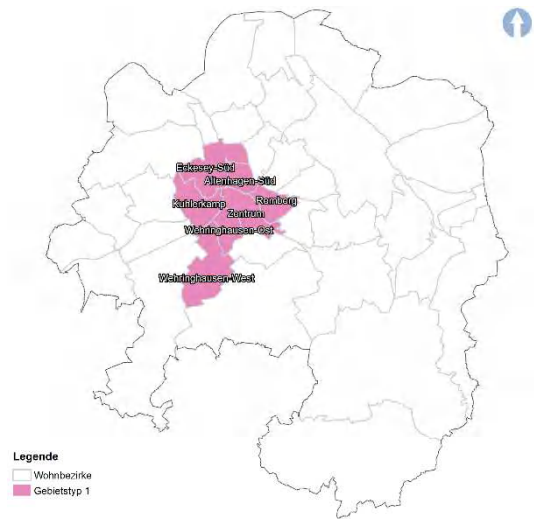 Eckesey-Süd
Altenhagen-Süd
Kuhlerkamp
Remberg
Zentrum
Wehringhausen-Ost
Wehringhausen-West
Legende
Wohnbezirke
Gebietstyp 1